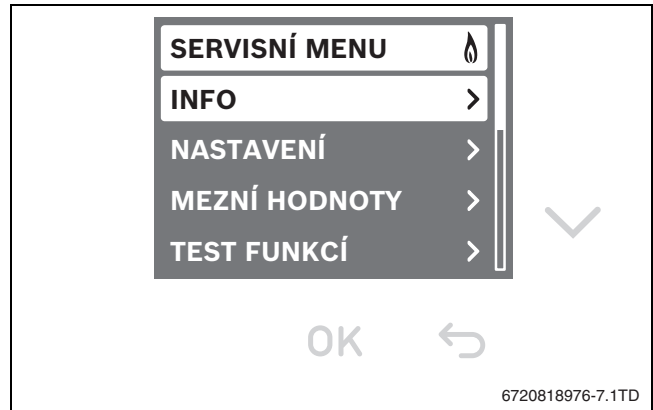 SERVISNÍ MENU
INFO
NASTAVENÍ
MEZNÍ HODNOTY
TEST FUNKCÍ
OK
6720818976-7.1TD